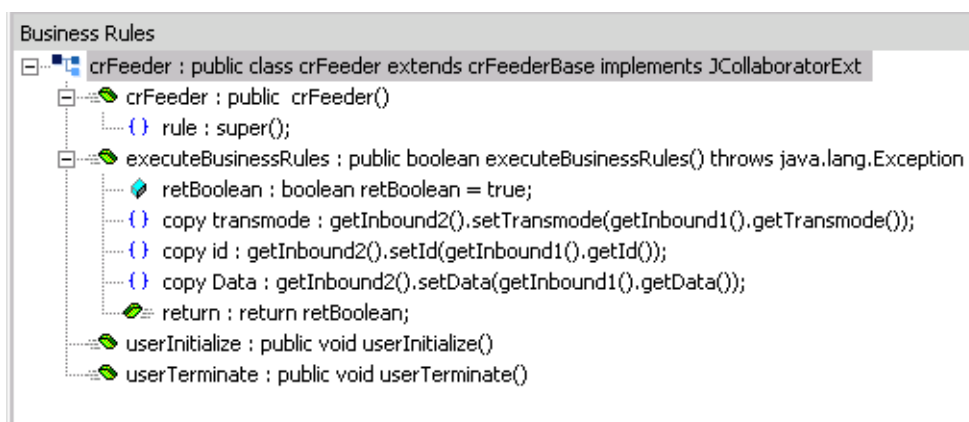 Business Rules
crFeeder : public class crFeeder extends crFeederBase implements JCollaboratorExt
crFeeder : public  crFeeder()
{} rule : super();
executeBusinessRules : public boolean executeBusinessRules() throws java.lang.Exception
retBoolean : boolean retBoolean = true;
{} copy transmode : getInbound2().setTransmode(getInbound1().getTransmode());
{} copy id : getInbound2().setId(getInbound1().getId());
{} copy Data : getInbound2().setData(getInbound1().getData());
return : return retBoolean;
userInitialize : public void userInitialize()
userTerminate : public void userTerminate()